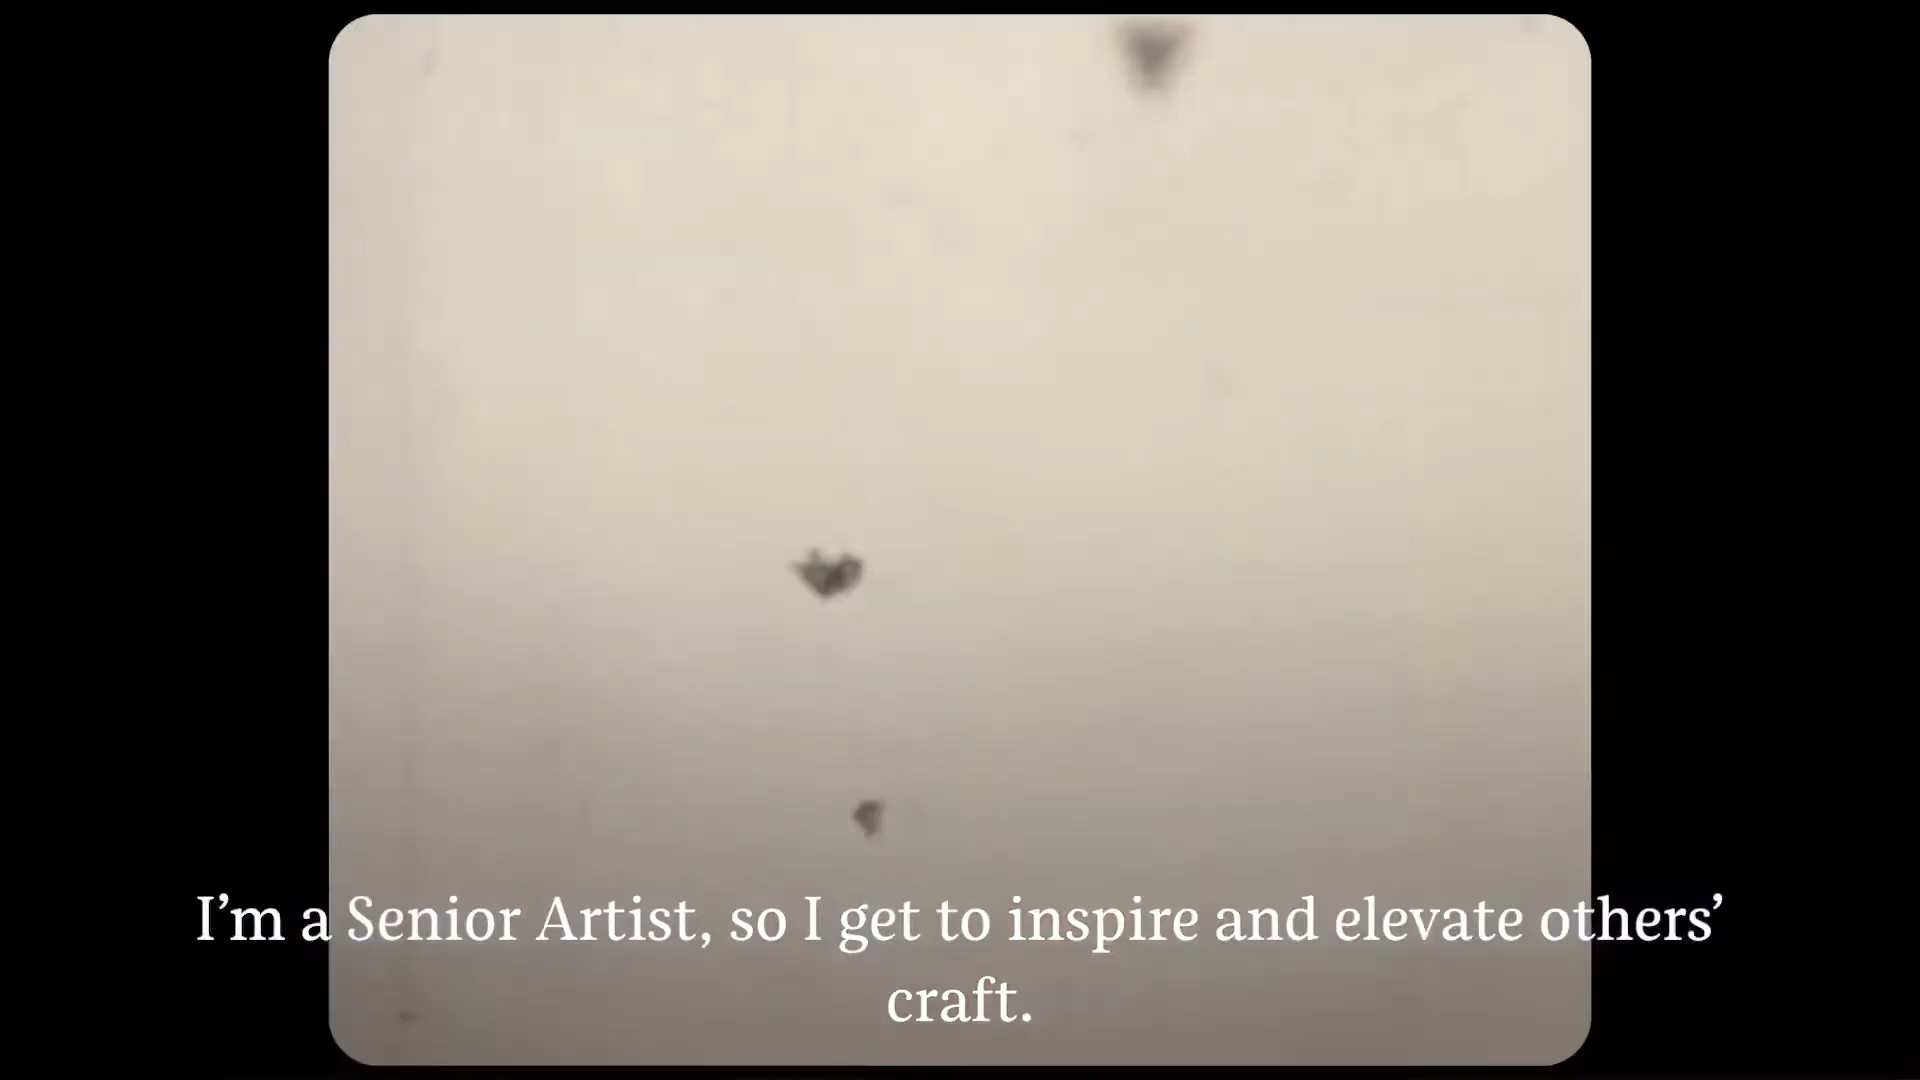 I’m a Senior Artist, so I get to inspire and elevate others’
craft.